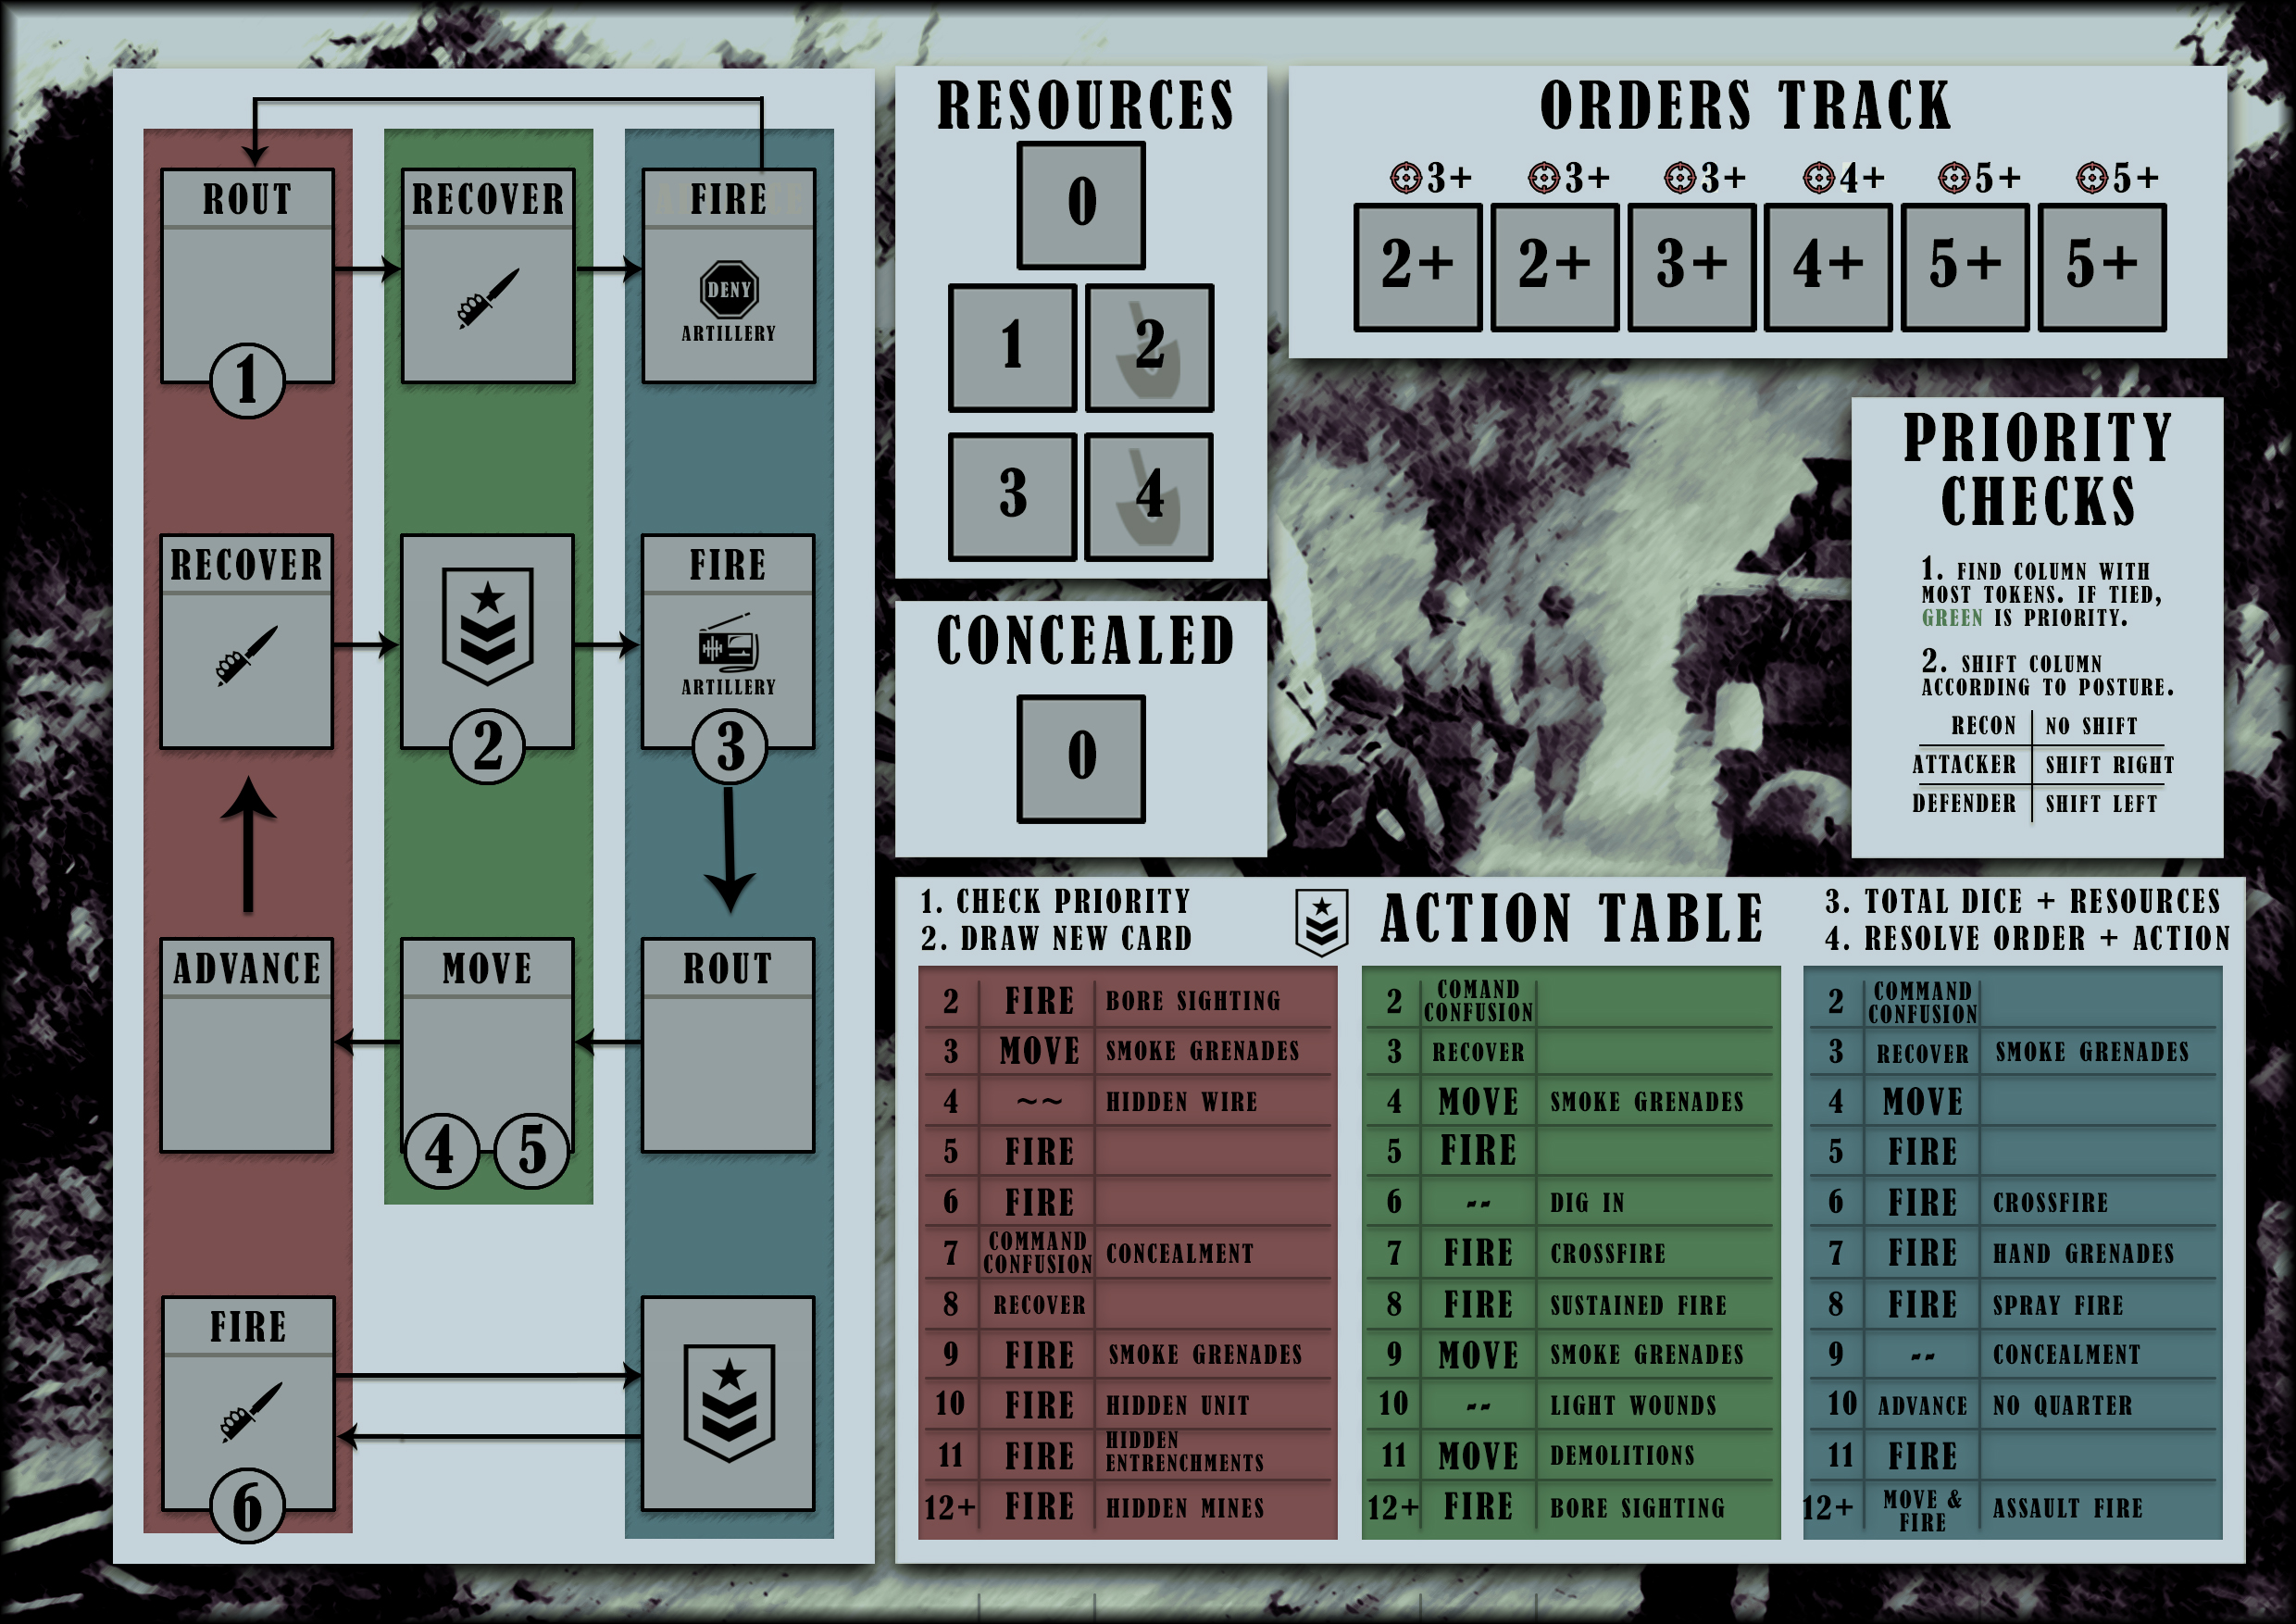 ROUT
1
RECOVER
FIRE
DENY
ARTILLERY
RECOVER
2
FIRE
ARTILLERY
3
ADVANCE
MOVE
4
5
ROUT
FIRE
6
RESOURCES
0
1
2
3
4
CONCEALED
0
ORDERS TRACK
3+ 3+ 3+ 4+ 5+ 5+
2+ 2+ 3+ 4+ 5+ 5+
PRIORITY
CHECKS
1. FIND COLUMN WITH
MOST TOKENS. IF TIED,
GREEN IS PRIORITY.
2. SHIFT COLUMN
ACCORDING TO POSTURE.
RECON NO SHIFT
ATTACKER SHIFT RIGHT
DEFENDER SHIFT LEFT
1. CHECK PRIORITY
2. DRAW NEW CARD
ACTION TABLE
3. TOTAL DICE + RESOURCES
4. RESOLVE ORDER + ACTION
2 FIRE BORE SIGHTING
3 MOVE SMOKE GRENADES
4 ~~ HIDDEN WIRE
5 FIRE
6 FIRE
7 COMMAND
CONFUSION CONCEALMENT
8 RECOVER
9 FIRE SMOKE GRENADES
10 FIRE HIDDEN UNIT
11 FIRE HIDDEN
ENTRENCHMENTS
12+ FIRE HIDDEN MINES
2 COMAND
CONFUSION
3 RECOVER
4 MOVE SMOKE GRENADES
5 FIRE
6 -- DIG IN
7 FIRE CROSSFIRE
8 FIRE SUSTAINED FIRE
9 MOVE SMOKE GRENADES
10 -- LIGHT WOUNDS
11 MOVE DEMOLITIONS
12+ FIRE BORE SIGHTING
2 COMMAND
CONFUSION
3 RECOVER SMOKE GRENADES
4 MOVE
5 FIRE
6 FIRE CROSSFIRE
7 FIRE HAND GRENADES
8 FIRE SPRAY FIRE
9 -- CONCEALMENT
10 ADVANCE NO QUARTER
11 FIRE
12+ MOVE &
FIRE ASSAULT FIRE